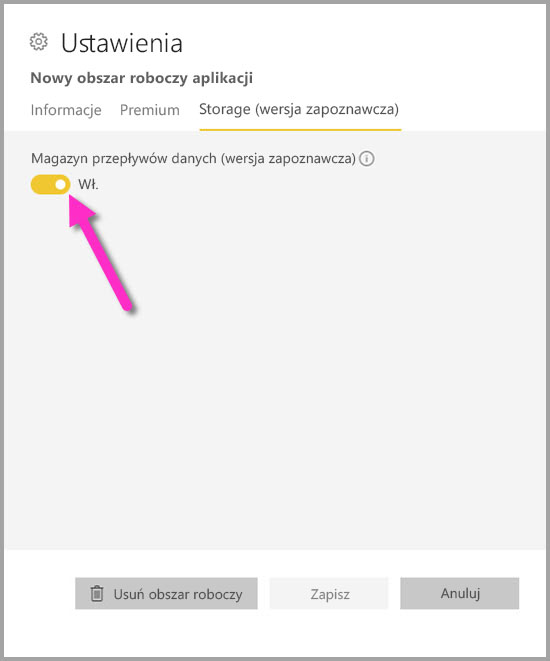 Ustawienia
Nowy obszar roboczy aplikacji
Informacje Premium Storage (wersja zapoznawcza)
Magazyn przepływów danych (wersja zapoznawcza)
Wł.
Usuń obszar roboczy Zapisz Anuluj